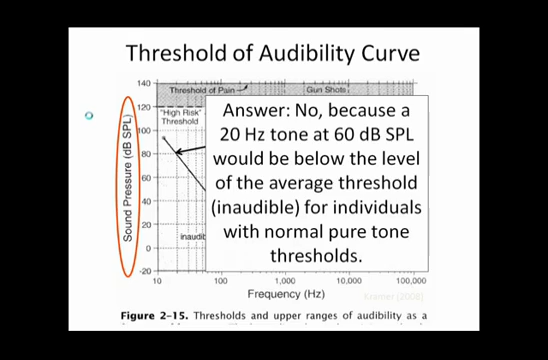 Threshold of Audibility Curve
140
Threshold of Pain
Gun Shots
120
"High Risk"
Threshold
100
80
60
40
20
0
-20
Sound Pressure (dB SPL)
Answer: No, because a
20 Hz tone at 60 dB SPL
would be below the level
of the average threshold
(inaudible) for individuals
with normal pure tone
thresholds.
10
100
1,000
10,000
100,000
Frequency (Hz)
Kramer (2008)
Figure 2–15. Thresholds and upper ranges of audibility as a